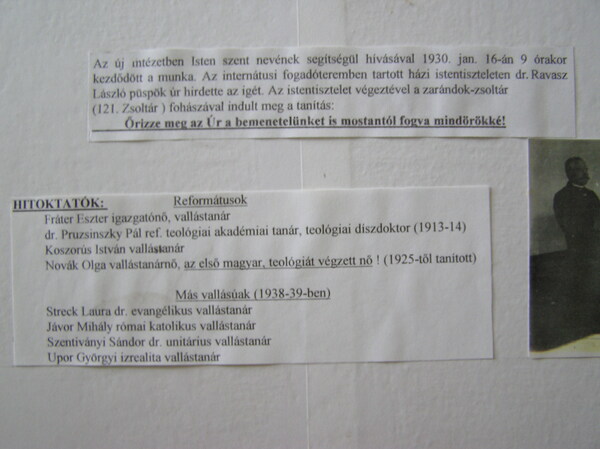 Az új intézetben Isten szent nevének segítségül hívásával 1930. jan. 16-án 9 órakor
kezdődött a munka. Az internátusi fogadóteremben tartott házi istentiszteleten dr. Ravasz
László püspök úr hirdette az igét. Az istentisztelet végeztével a zarándok-zsoltár
(121. Zsoltár ) fohászával indult meg a tanítás:
Őrizze meg az Úr a bemenetelünket is mostantól fogva mindörökké!
HITOKTATÓK: Reformátusok
Fráter Eszter igazgatónő, vallástanár
dr. Pruzsinszky Pál ref. teológiai akadémiai tanár, teológiai díszdoktor (1913-14)
Koszorús István vallástanár
Novák Olga vallástanárnő, az első magyar, teológiát végzett nő ! (1925-től tanított)
Más vallásúak (1938-39-ben)
Streck Laura dr. evangélikus vallástanár
Jávor Mihály római katolikus vallástanár
Szentiványi Sándor dr. unitárius vallástanár
Upor Györgyi izrealita vallástanár